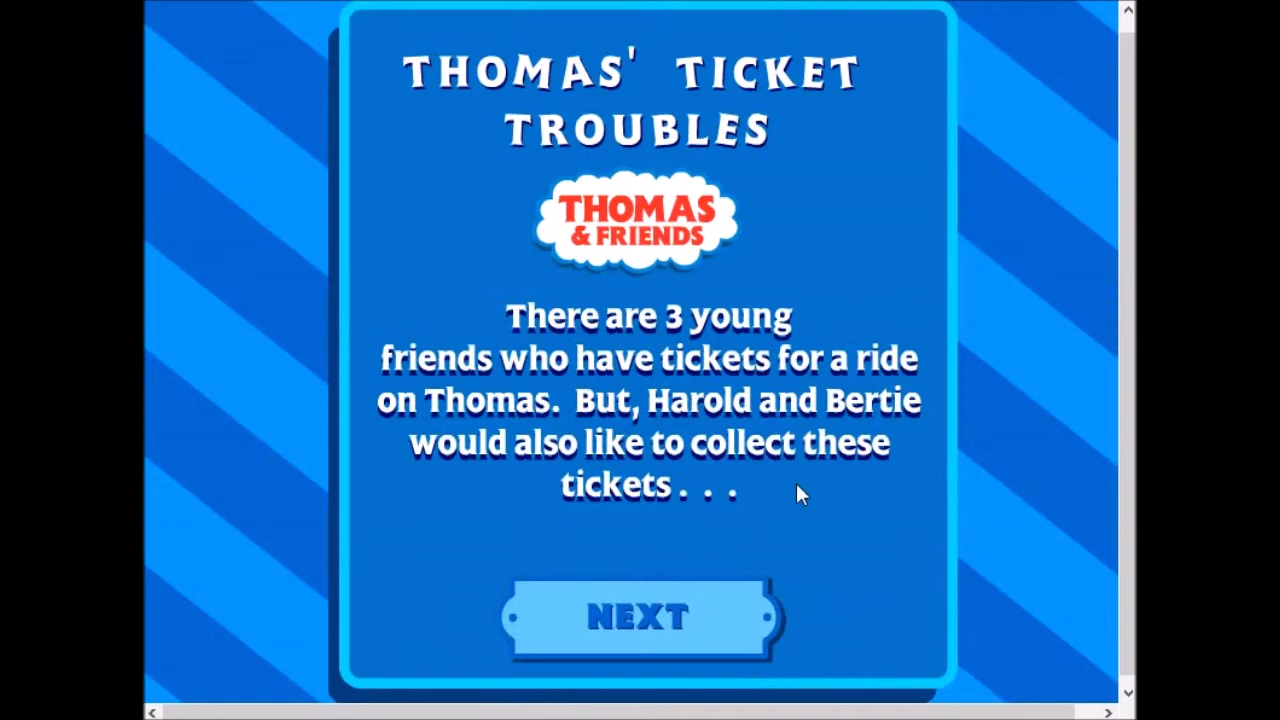 THOMAS' TICKET
TROUBLES
THOMAS
& FRIENDS
There are 3 young
friends who have tickets for a ride
on Thomas. But, Harold and Bertie
would also like to collect these
tickets . . .
NEXT